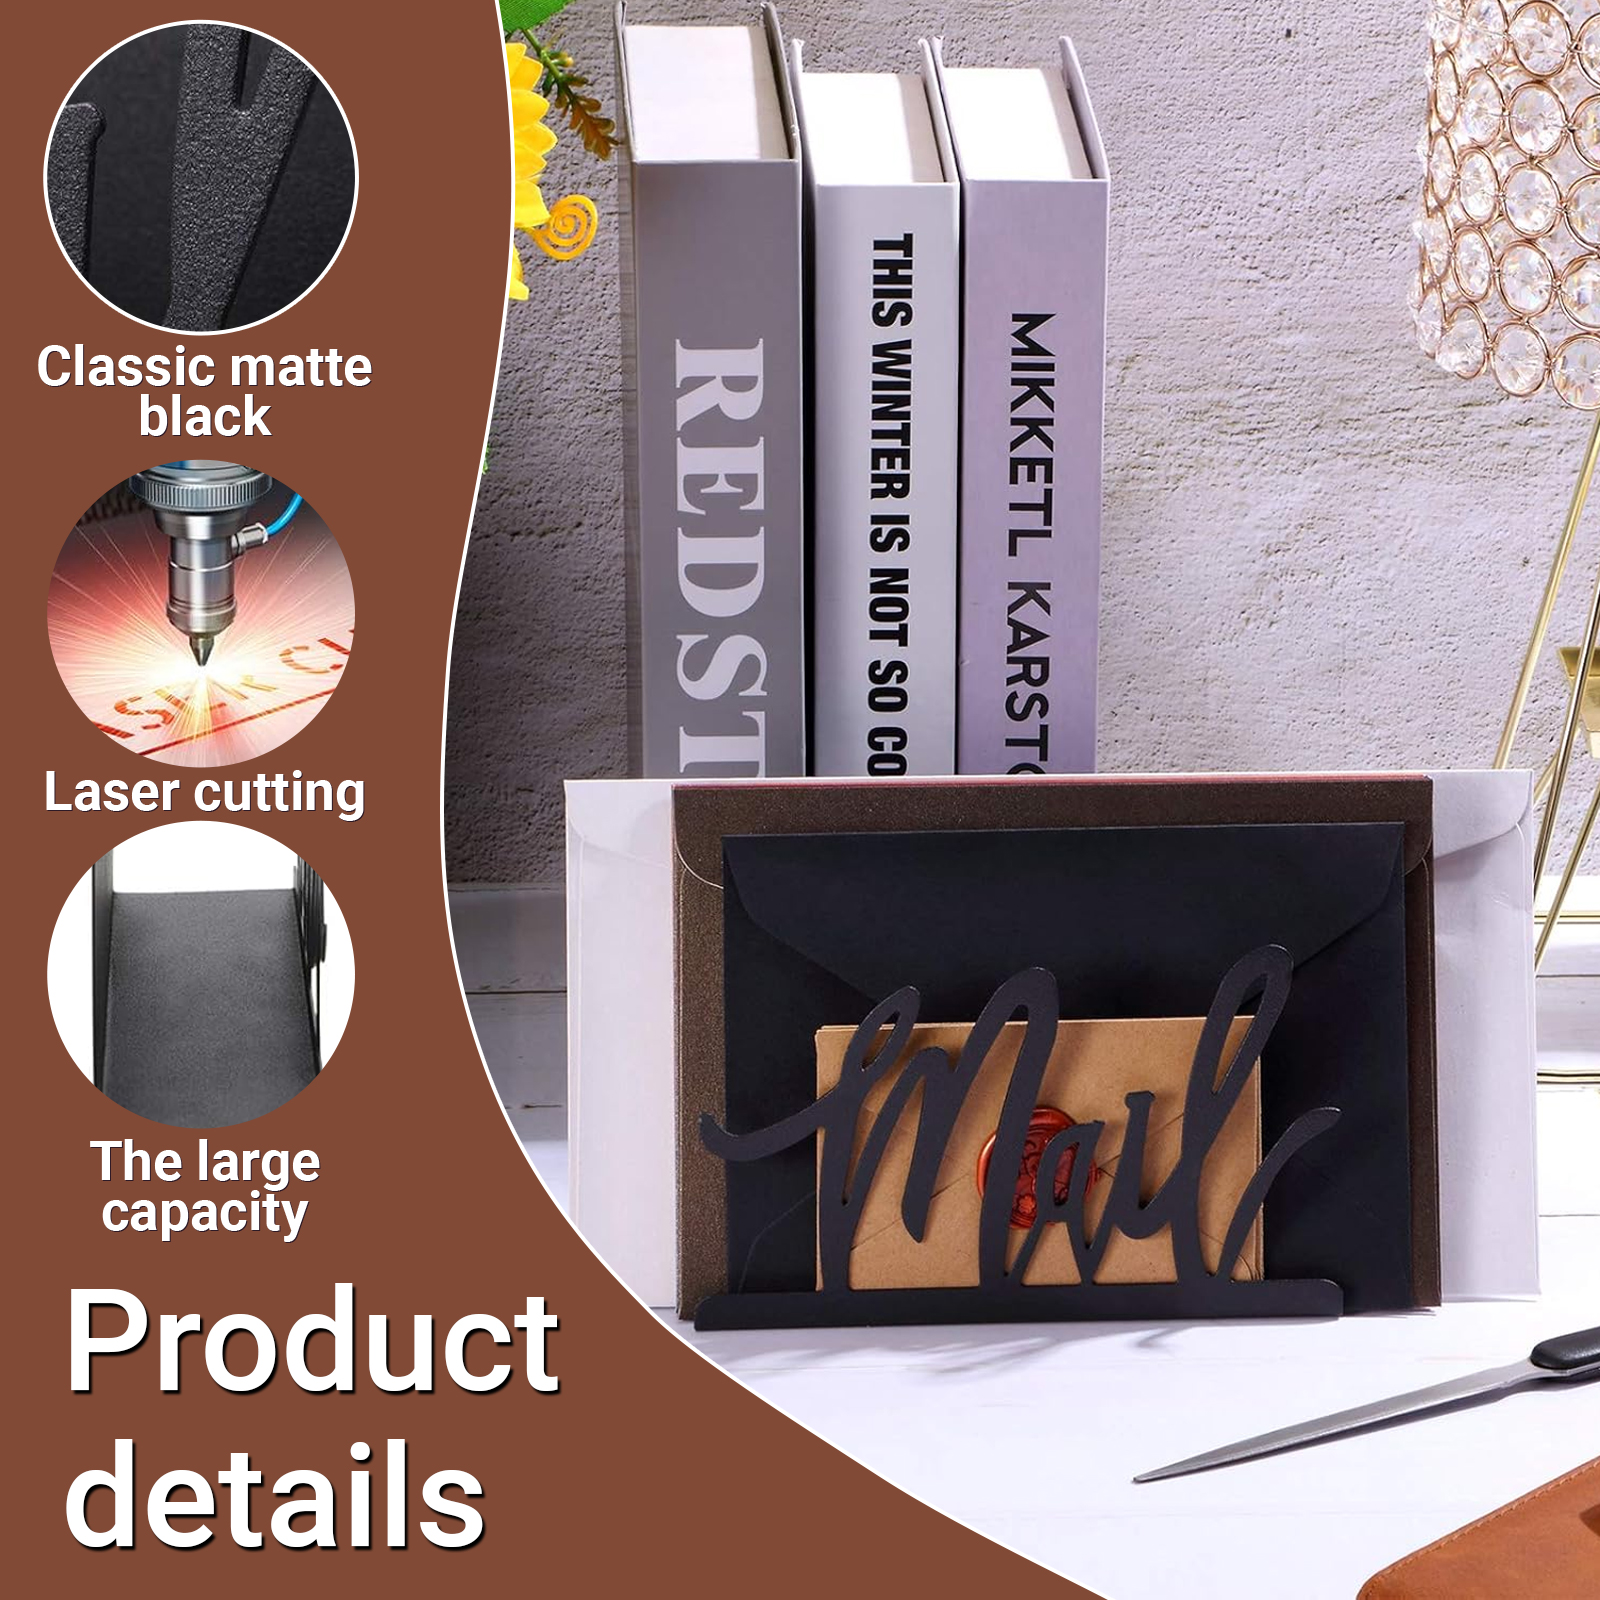 Classic matte
black
Laser cutting
The large
capacity
Product
details
REDST
THIS WINTER IS NOT SO CO
MIKKETL KARSTO
Mail